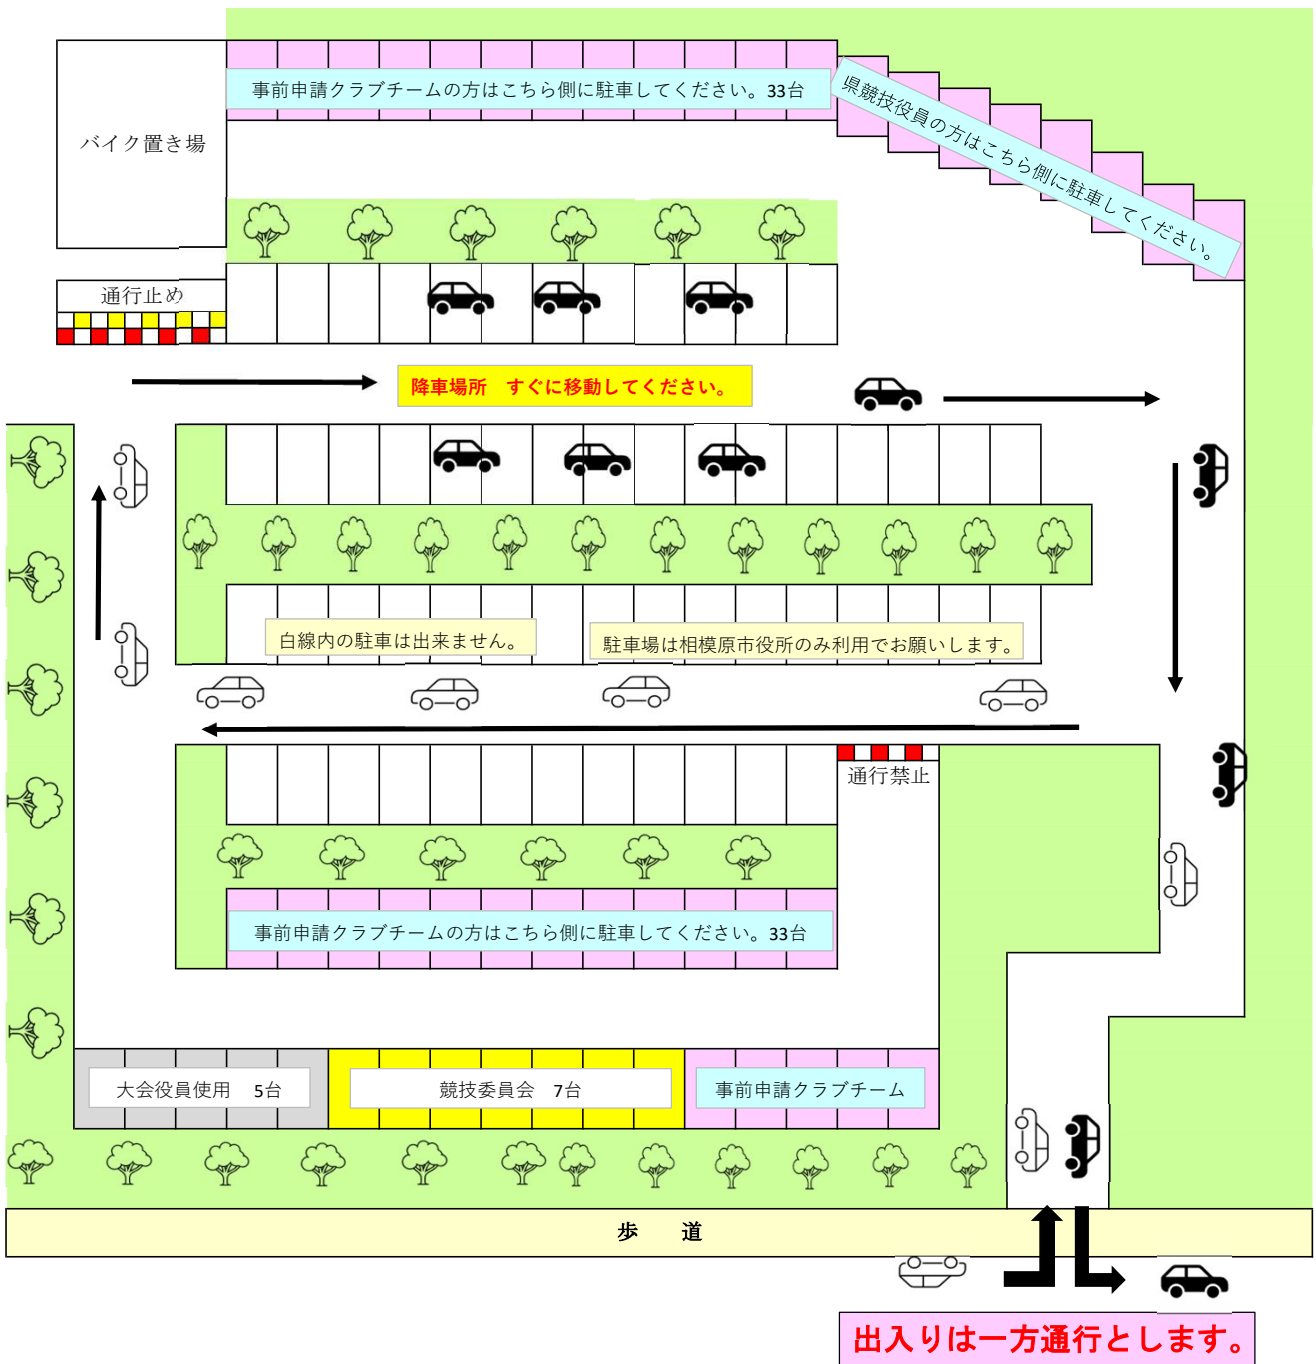 事前申請クラブチームの方はこちら側に駐車してください。33台
県競技役員の方はこちら側に駐車してください。
バイク置き場
通行止め
降車場所　すぐに移動してください。
白線内の駐車は出来ません。
駐車場は相模原市役所のみ利用でお願いします。
通行禁止
事前申請クラブチームの方はこちら側に駐車してください。33台
大会役員使用　5台
競技委員会　7台
事前申請クラブチーム
歩　道
出入りは一方通行とします。